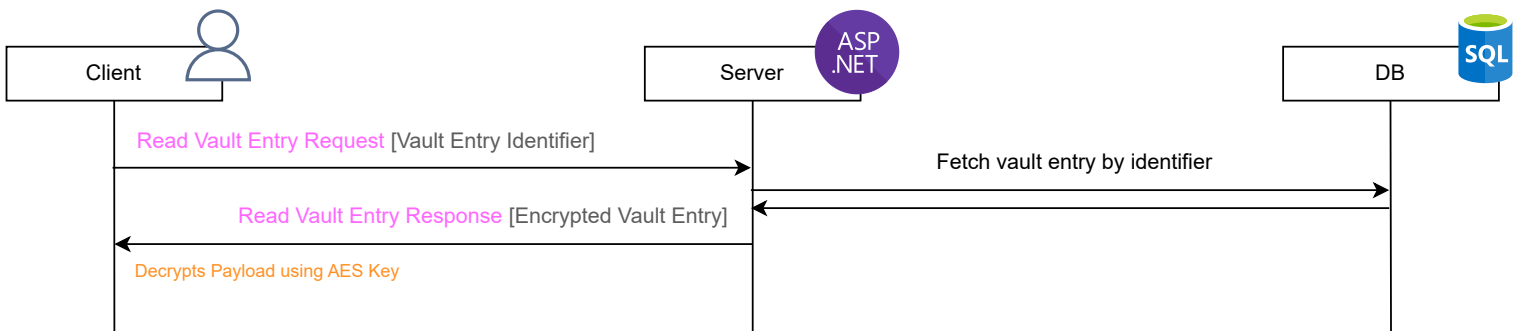 Client
Server
ASP
.NET
DB
SQL
Read Vault Entry Request [Vault Entry Identifier]
Fetch vault entry by identifier
Read Vault Entry Response [Encrypted Vault Entry]
Decrypts Payload using AES Key